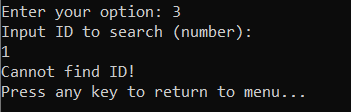 Enter your option: 3
Input ID to search (number):
1
Cannot find ID!
Press any key to return to menu...